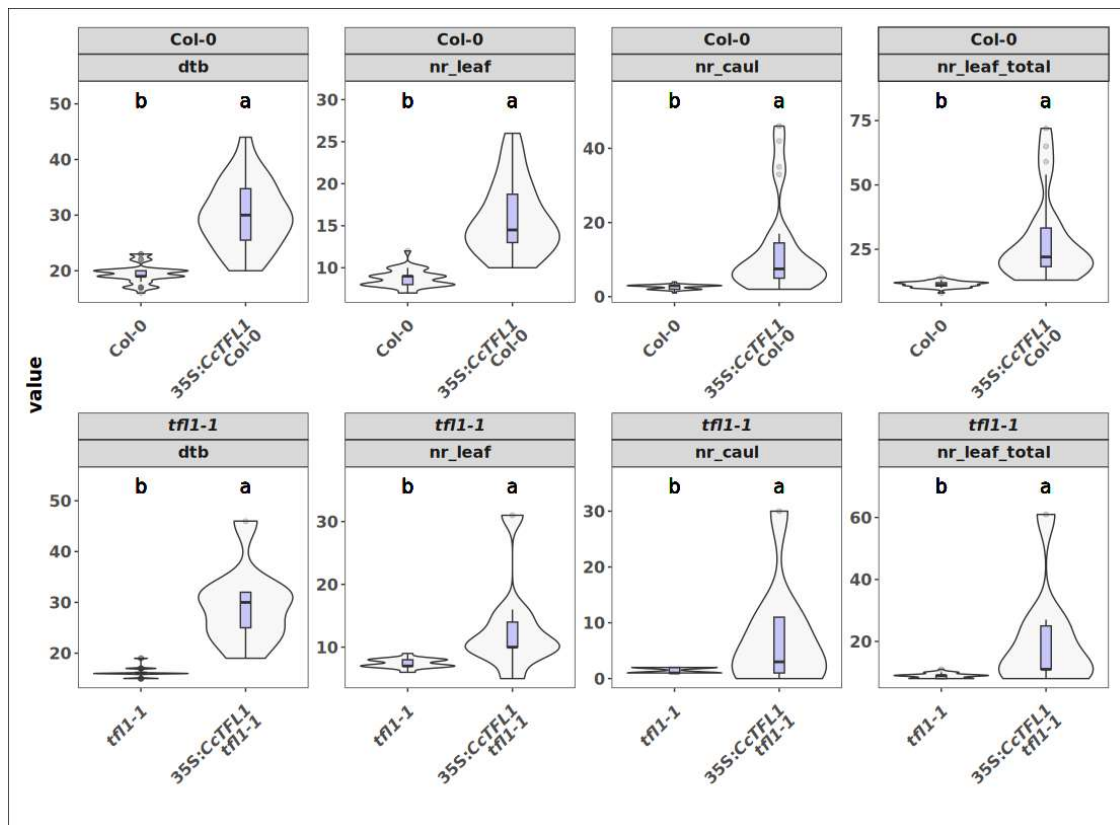 Col-0 Col-0 Col-0 Col-0
dtb nr_leaf nr_caul nr_leaf_total
b a b a b a b a
50
40
30
20
30
25
20
15
10
40
20
0
75
50
25
Col-0 35S:CcTFL1 Col-0
Col-0 35S:CcTFL1 Col-0
Col-0 35S:CcTFL1 Col-0
Col-0 35S:CcTFL1 Col-0
value
tfl1-1 tfl1-1 tfl1-1 tfl1-1
dtb nr_leaf nr_caul nr_leaf_total
b a b a b a b a
50
40
30
20
30
20
10
30
20
10
0
60
40
20
tfl1-1 35S:CcTFL1 tfl1-1
tfl1-1 35S:CcTFL1 tfl1-1
tfl1-1 35S:CcTFL1 tfl1-1
tfl1-1 35S:CcTFL1 tfl1-1